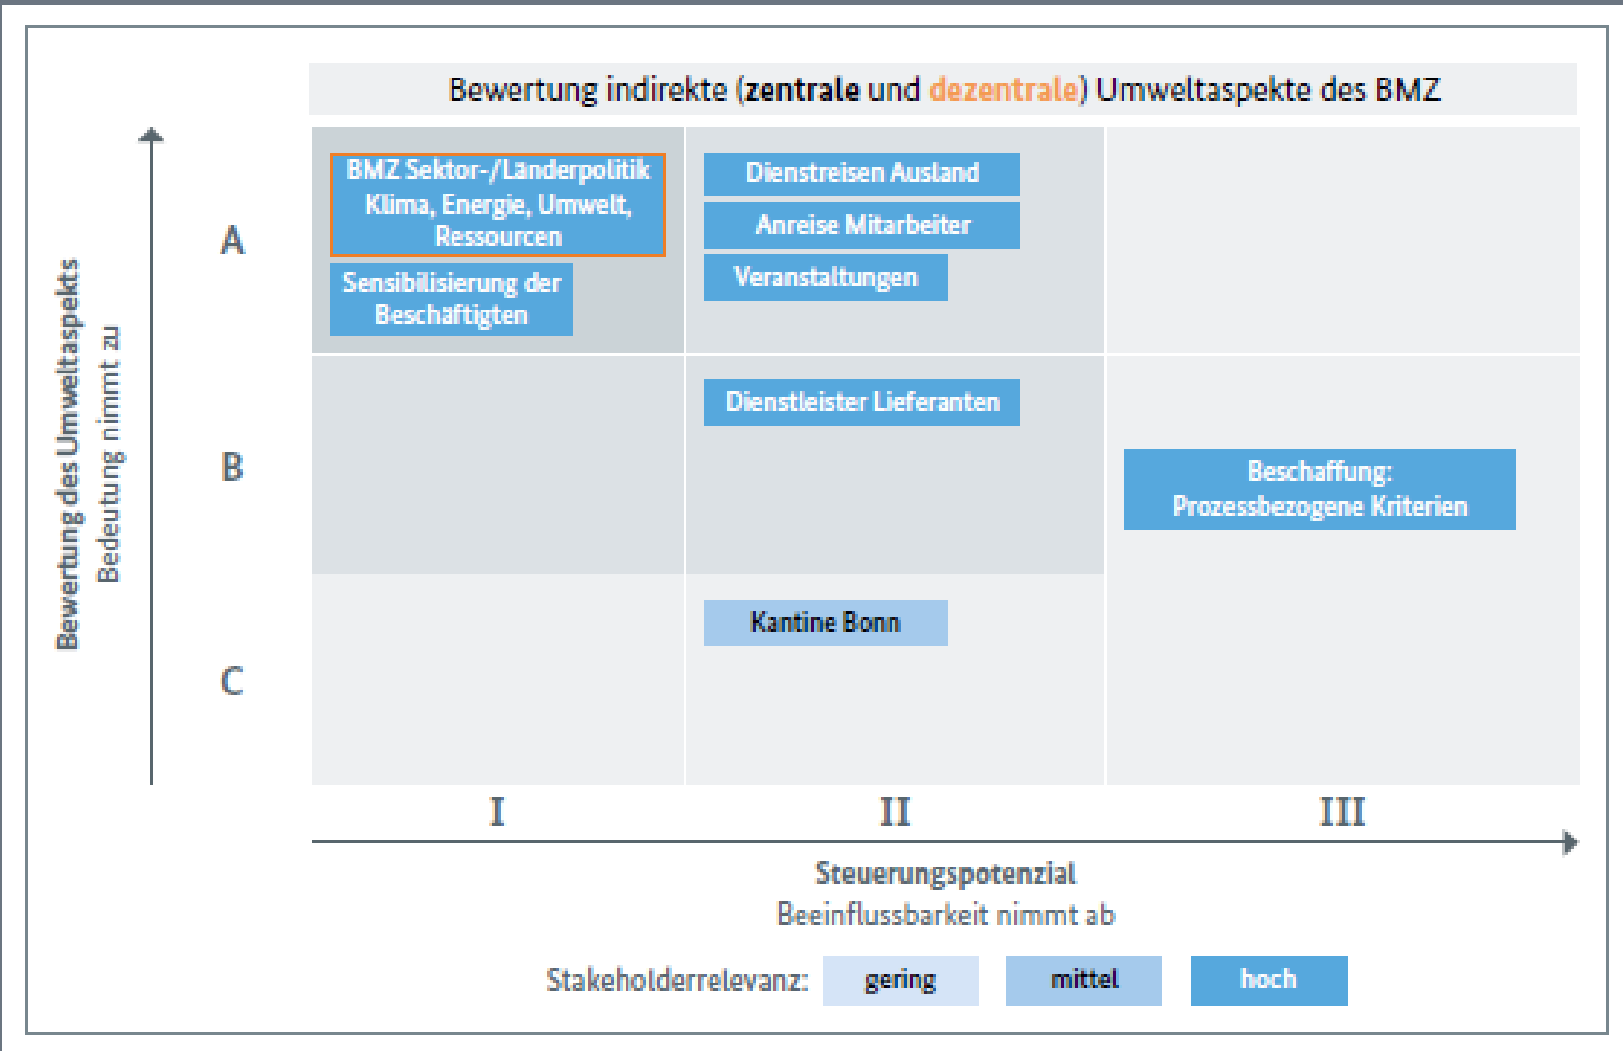 Bewertung indirekte (zentrale und dezentrale) Umweltaspekte des BMZ
Bewertung des Umweltaspekts
Bedeutung nimmt zu
A
BMZ Sektor-/Länderpolitik
Klima, Energie, Umwelt,
Ressourcen
Sensibilisierung der
Beschäftigten
Dienstreisen Ausland
Anreise Mitarbeiter
Veranstaltungen
B
Dienstleister Lieferanten
Beschaffung:
Prozessbezogene Kriterien
C
Kantine Bonn
I
II
III
Steuerungspotenzial
Beeinflussbarkeit nimmt ab
Stakeholderrelevanz: gering mittel hoch